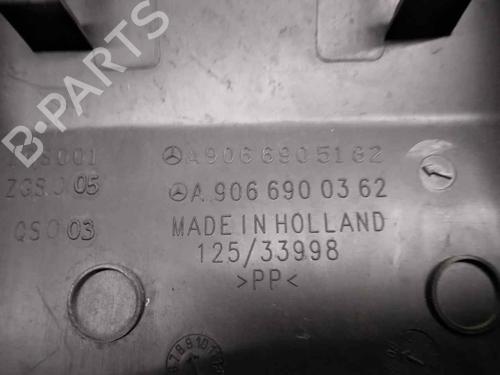 A 906 690 51 62
ZGS 005
A 906 690 03 62
QS 003
MADE IN HOLLAND
125/33998
>PP<
B-PARTS